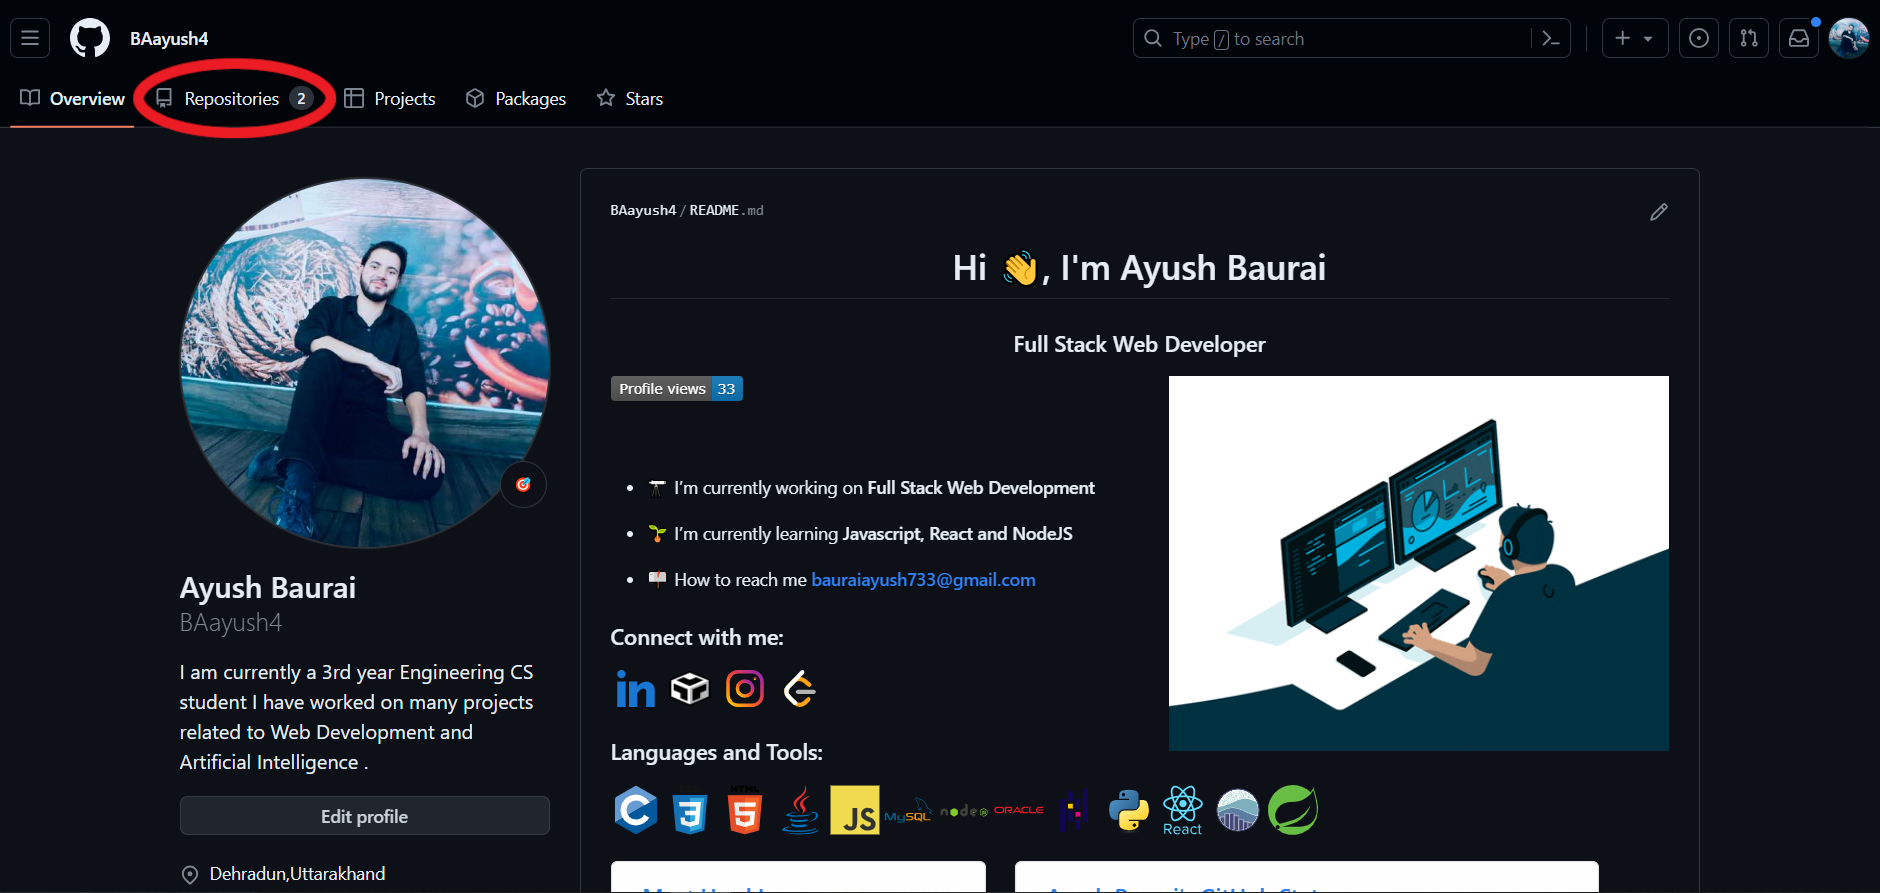 BAayush4
Type / to search
Overview
Repositories 2
Projects
Packages
Stars
Ayush Baurai
BAayush4
I am currently a 3rd year Engineering CS
student I have worked on many projects
related to Web Development and
Artificial Intelligence .
Edit profile
Dehradun,Uttarakhand
BAayush4/README.md
Hi 👋, I'm Ayush Baurai
Full Stack Web Developer
Profile views 33
🔭 I’m currently working on Full Stack Web Development
🌱 I’m currently learning Javascript, React and NodeJS
📫 How to reach me bauraiayush733@gmail.com
Connect with me:
in
Languages and Tools:
C
3
HTML
5
JS
MySQL
node
ORACLE
React